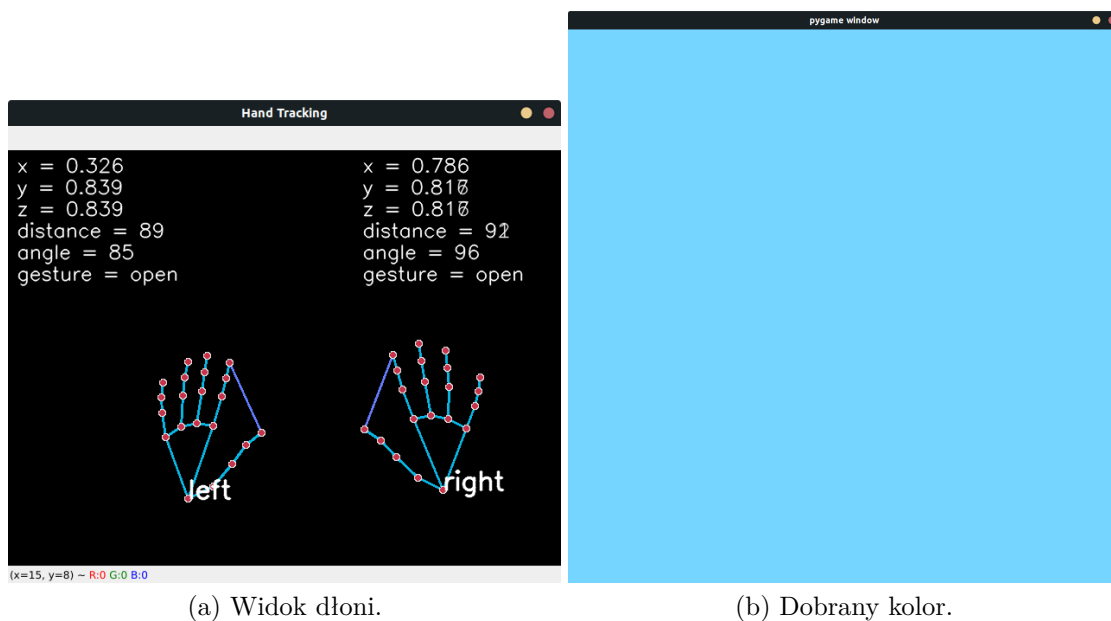 pygame window
Hand Tracking
x = 0.326
y = 0.839
z = 0.839
distance = 89
angle = 85
gesture = open
x = 0.786
y =
z =
distance =
angle = 96
gesture = open
left
right
(x=15, y=8) ~ R:0 G:0 B:0
(a) Widok dłoni.
(b) Dobrany kolor.